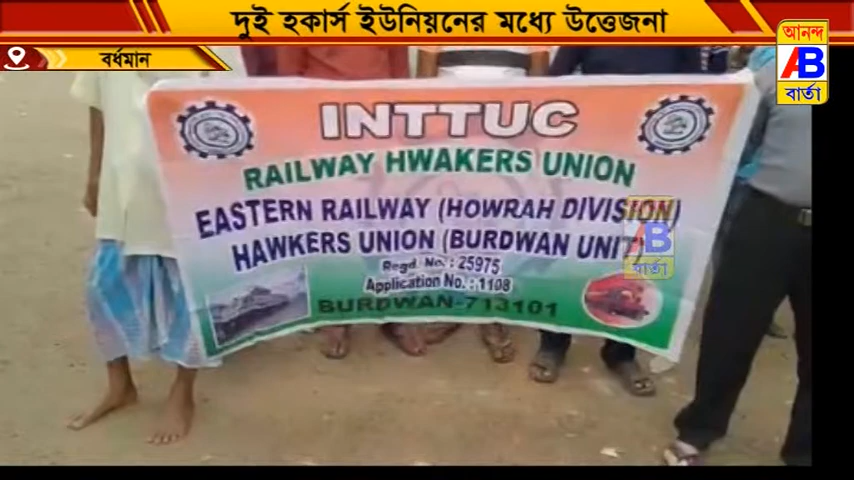 দুই হকার্স ইউনিয়নের মধ্যে উত্তেজনা
বর্ধমান
আনন্দ
AB
বার্তা
INTTUC
RAILWAY HWAKERS UNION
EASTERN RAILWAY (HOWRAH DIVISION)
HAWKERS UNION (BURDWAN UNIT)
Regd. No.: 25975
Application No.: 1108
BURDWAN-713101
AB
বার্তা